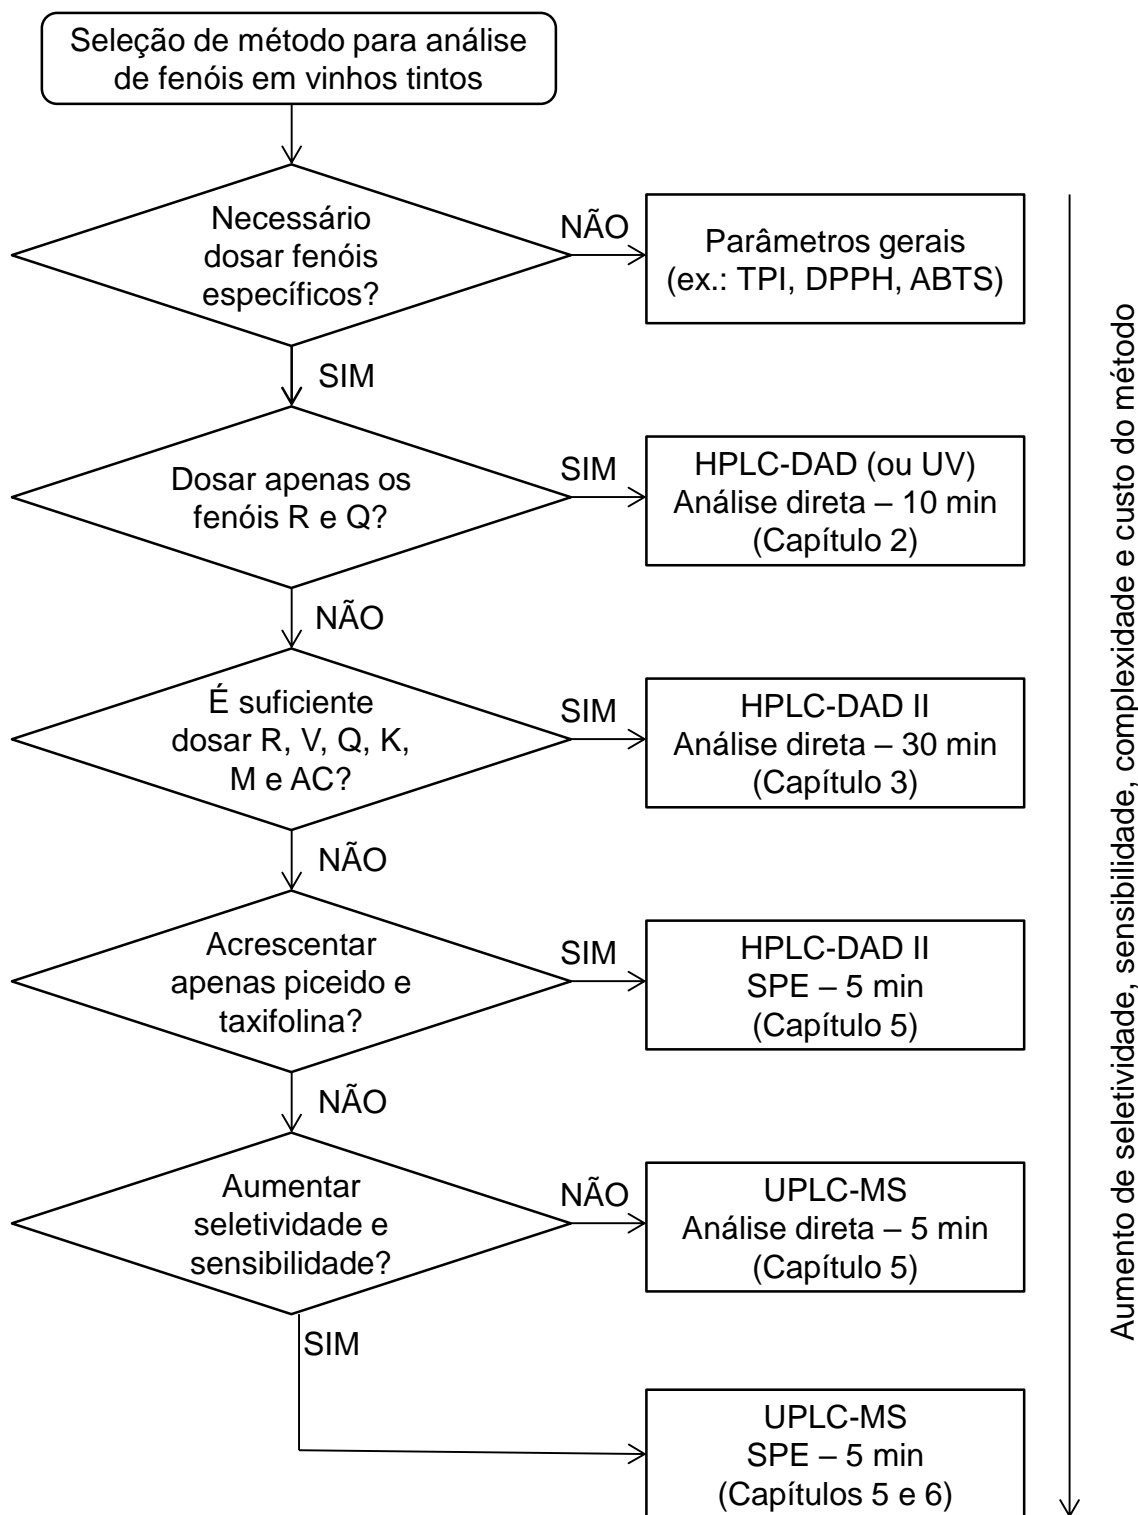 Seleção de método para análise
de fenóis em vinhos tintos
Necessário
dosar fenóis
específicos?
NÃO
Parâmetros gerais
(ex.: TPI, DPPH, ABTS)
SIM
Dosar apenas os
fenóis R e Q?
SIM
HPLC-DAD (ou UV)
Análise direta – 10 min
(Capítulo 2)
NÃO
É suficiente
dosar R, V, Q, K,
M e AC?
SIM
HPLC-DAD II
Análise direta – 30 min
(Capítulo 3)
NÃO
Acrescentar
apenas piceido e
taxifolina?
SIM
HPLC-DAD II
SPE – 5 min
(Capítulo 5)
NÃO
Aumentar
seletividade e
sensibilidade?
NÃO
UPLC-MS
Análise direta – 5 min
(Capítulo 5)
SIM
UPLC-MS
SPE – 5 min
(Capítulos 5 e 6)
Aumento de seletividade, sensibilidade, complexidade e custo do método